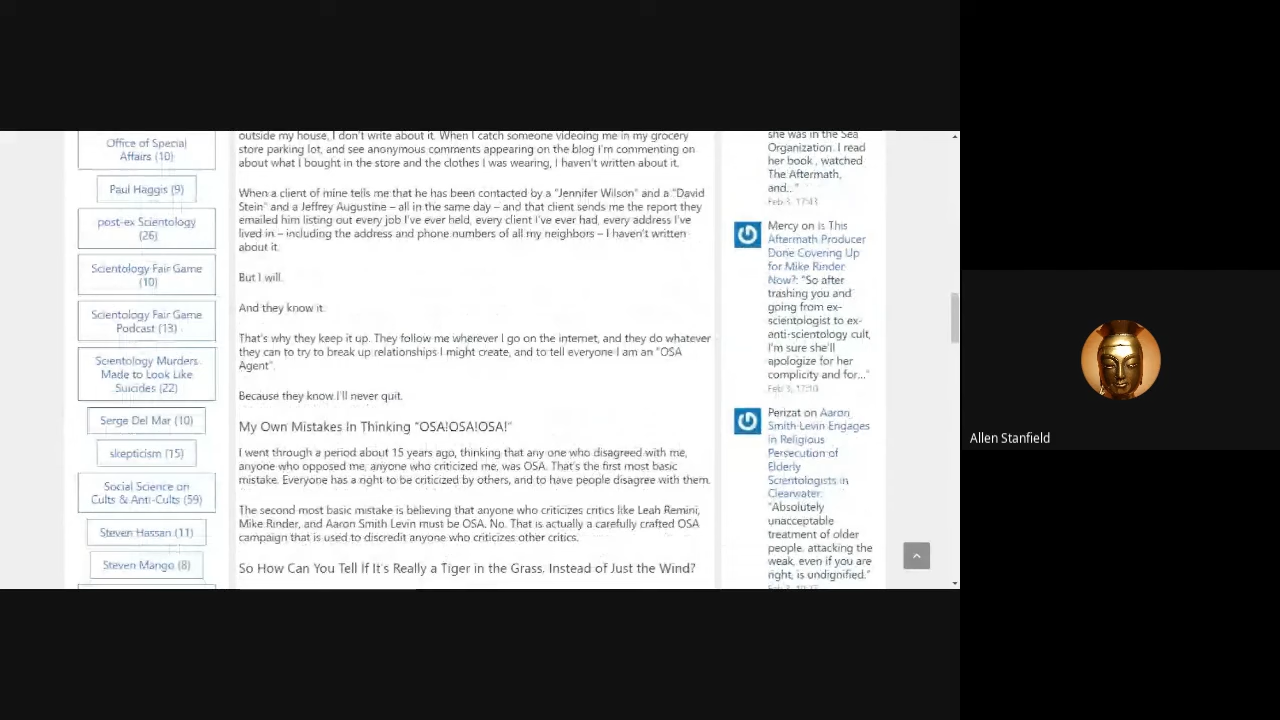 Office of Special
Affairs (10)
Paul Haggis (9)
post-ex Scientology
(26)
Scientology Fair Game
(10)
Scientology Fair Game
Podcast (13)
Scientology Murders
Made to Look Like
Suicides (22)
Serge Del Mar (10)
skepticism (15)
Social Science on
Cults & Anti-Cults (59)
Steven Hassan (11)
Steven Mango (8)
outside my house, I don't write about it. When I catch someone videoing me in my grocery
store parking lot, and see anonymous comments appearing on the blog I'm commenting on
about what I bought in the store and the clothes I was wearing, I haven't written about it.
When a client of mine tells me that he has been contacted by a "Jennifer Wilson" and a "David
Stein" and a Jeffrey Augustine – all in the same day – and that client sends me the report they
emailed him listing out every job I've ever held, every client I've ever had, every address I've
lived in – including the address and phone numbers of all my neighbors – I haven't written
about it.
But I will.
And they know it.
That's why they keep it up. They follow me wherever I go on the internet, and they do whatever
they can to try to break up relationships I might create, and to tell everyone I am an "OSA
Agent".
Because they know I'll never quit.
My Own Mistakes In Thinking "OSA!OSA!OSA!"
I went through a period about 15 years ago, thinking that any one who disagreed with me,
anyone who opposed me, anyone who criticized me, was OSA. That's the first most basic
mistake. Everyone has a right to be criticized by others, and to have people disagree with them.
The second most basic mistake is believing that anyone who criticizes critics like Leah Remini,
Mike Rinder, and Aaron Smith Levin must be OSA. No. That is actually a carefully crafted OSA
campaign that is used to discredit anyone who criticizes other critics.
So How Can You Tell If It's Really a Tiger in the Grass, Instead of Just the Wind?
she was in the Sea
Organization. I read
her book , watched
The Aftermath,
and..."
Feb 3, 17:43
Mercy on Is This
Aftermath Producer
Done Covering Up
for Mike Rinder
Now?: "So after
trashing you and
going from ex-
scientologist to ex-
anti-scientology cult,
I'm sure she'll
apologize for her
complicity and for..."
Feb 3, 17:10
Perizat on Aaron
Smith-Levin Engages
in Religious
Persecution of
Elderly
Scientologists in
Clearwater:
"Absolutely
unacceptable
treatment of older
people, attacking the
weak, even if you are
right, is undignified."
Allen Stanfield